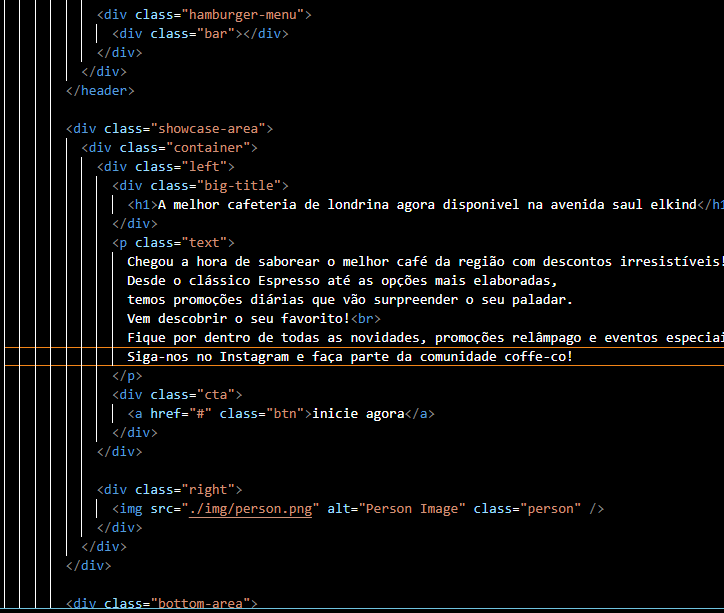 <div class="hamburger-menu">
<div class="bar"></div>
</div>
</div>
</header>
<div class="showcase-area">
<div class="container">
<div class="left">
<div class="big-title">
<h1>A melhor cafeteria de londrina agora disponivel na avenida saul elkind</h1
</div>
<p class="text">
Chegou a hora de saborear o melhor café da região com descontos irresistíveis!
Desde o clássico Espresso até as opções mais elaboradas,
temos promoções diárias que vão surpreender o seu paladar.
Vem descobrir o seu favorito!<br>
Fique por dentro de todas as novidades, promoções relâmpago e eventos especiai
Siga-nos no Instagram e faça parte da comunidade coffe-co!
</p>
<div class="cta">
<a href="#" class="btn">inicie agora</a>
</div>
</div>
<div class="right">
<img src="./img/person.png" alt="Person Image" class="person" />
</div>
</div>
</div>
<div class="bottom-area">